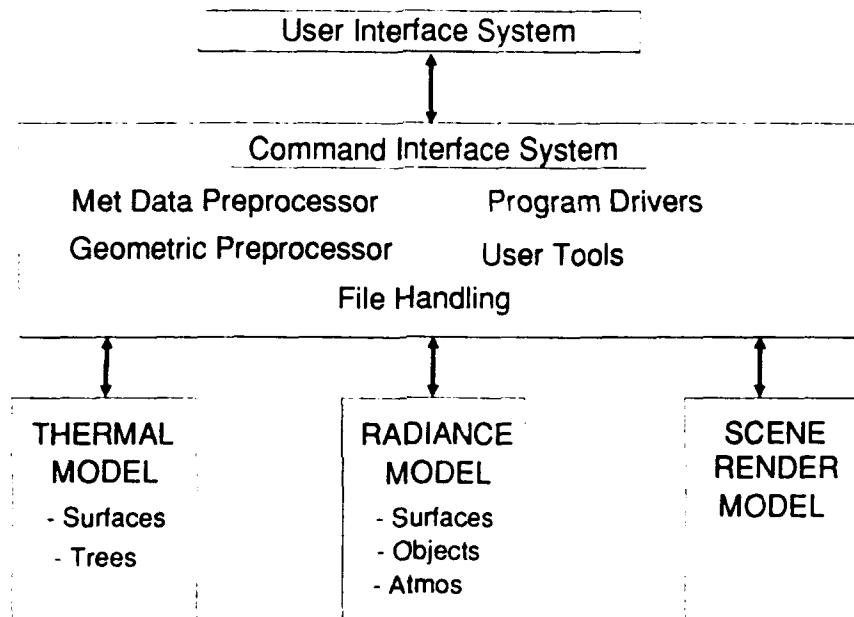 User Interface System
Command Interface System
Met Data Preprocessor
Program Drivers
Geometric Preprocessor
User Tools
File Handling
THERMAL
MODEL
- Surfaces
- Trees
RADIANCE
MODEL
- Surfaces
- Objects
- Atmos
SCENE
RENDER
MODEL